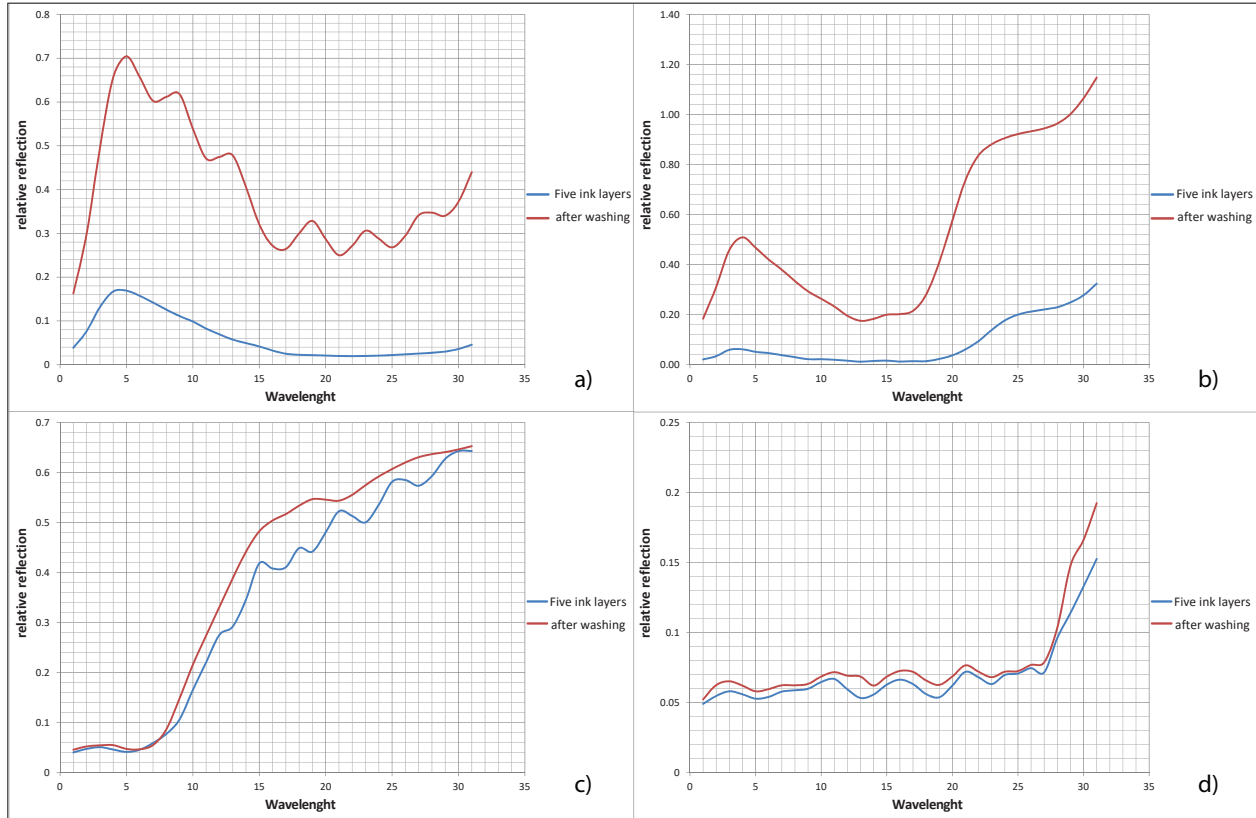 0.8
0.7
0.6
0.5
0.4
0.3
0.2
0.1
0
relative reflection
0 5 10 15 20 25 30 35
Wavelenght
Five ink layers
after washing
a)
1.40
1.20
1.00
0.80
0.60
0.40
0.20
0.00
relative reflection
0 5 10 15 20 25 30 35
Wavelenght
Five ink layers
after washing
b)
0.7
0.6
0.5
0.4
0.3
0.2
0.1
0
relative reflection
0 5 10 15 20 25 30 35
Wavelenght
Five ink layers
after washing
c)
0.25
0.2
0.15
0.1
0.05
0
relative reflection
0 5 10 15 20 25 30 35
Wavelenght
Five ink layers
after washing
d)